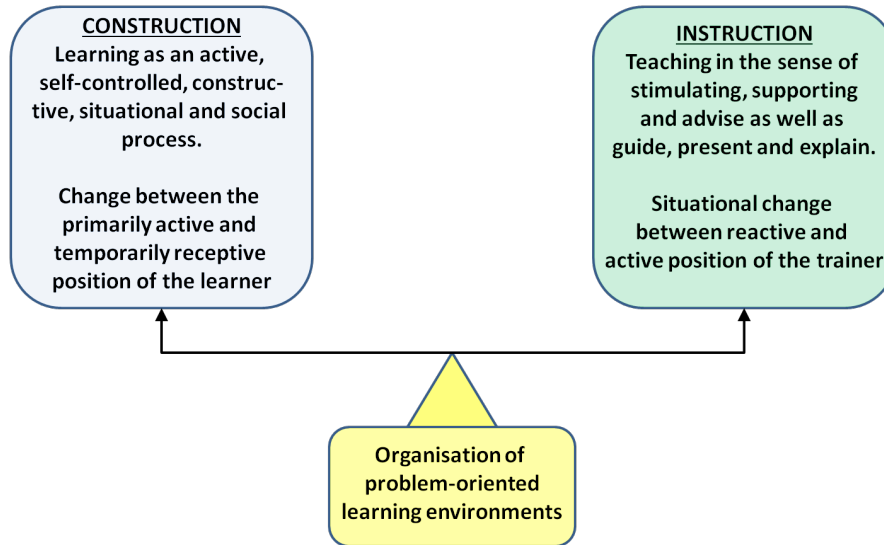 CONSTRUCTION
Learning as an active,
self-controlled, construc-
tive, situational and social
process.
Change between the
primarily active and
temporarily receptive
position of the learner
INSTRUCTION
Teaching in the sense of
stimulating, supporting
and advise as well as
guide, present and explain.
Situational change
between reactive and
active position of the trainer
Organisation of
problem-oriented
learning environments